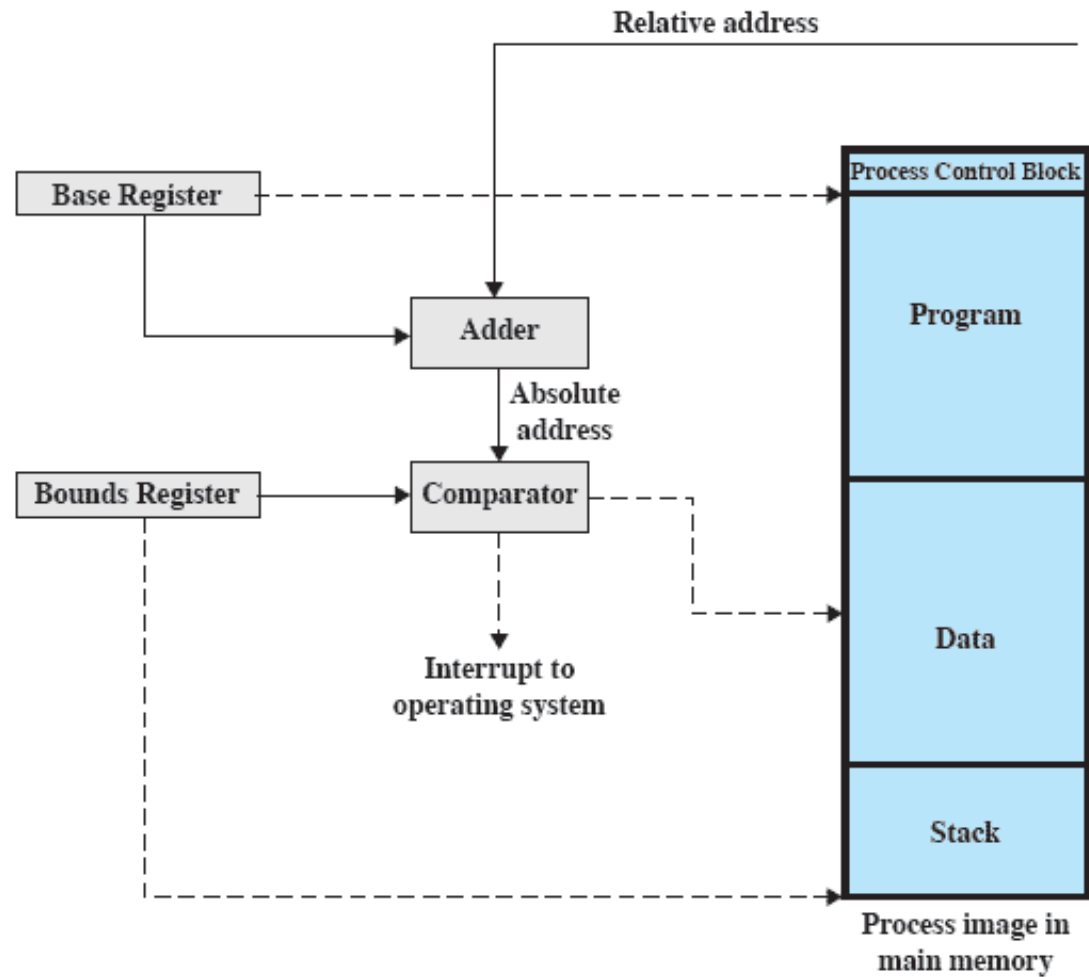 Relative address
Process Control Block
Base Register
Program
Adder
Absolute
address
Bounds Register
Comparator
Data
Interrupt to
operating system
Stack
Process image in
main memory